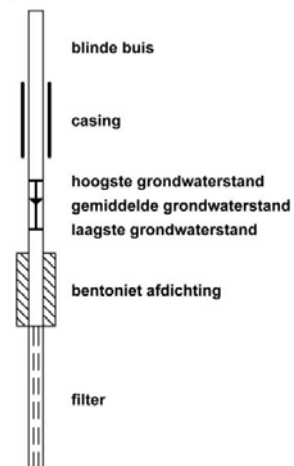 blinde buis
casing
hoogste grondwaterstand
gemiddelde grondwaterstand
laagste grondwaterstand
bentoniet afdichting
filter